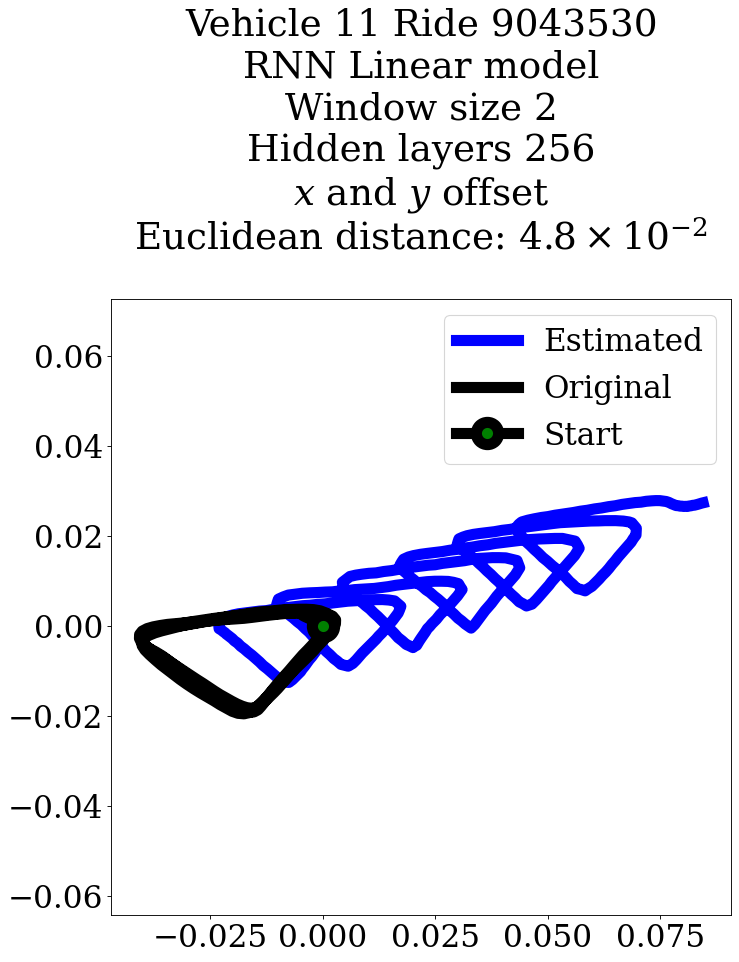 Vehicle 11 Ride 9043530
RNN Linear model
Window size 2
Hidden layers 256
x and y offset
Euclidean distance: 4.8 × 10⁻²
Estimated
Original
Start
0.06
0.04
0.02
0.00
−0.02
−0.04
−0.06
−0.025 0.000 0.025 0.050 0.075